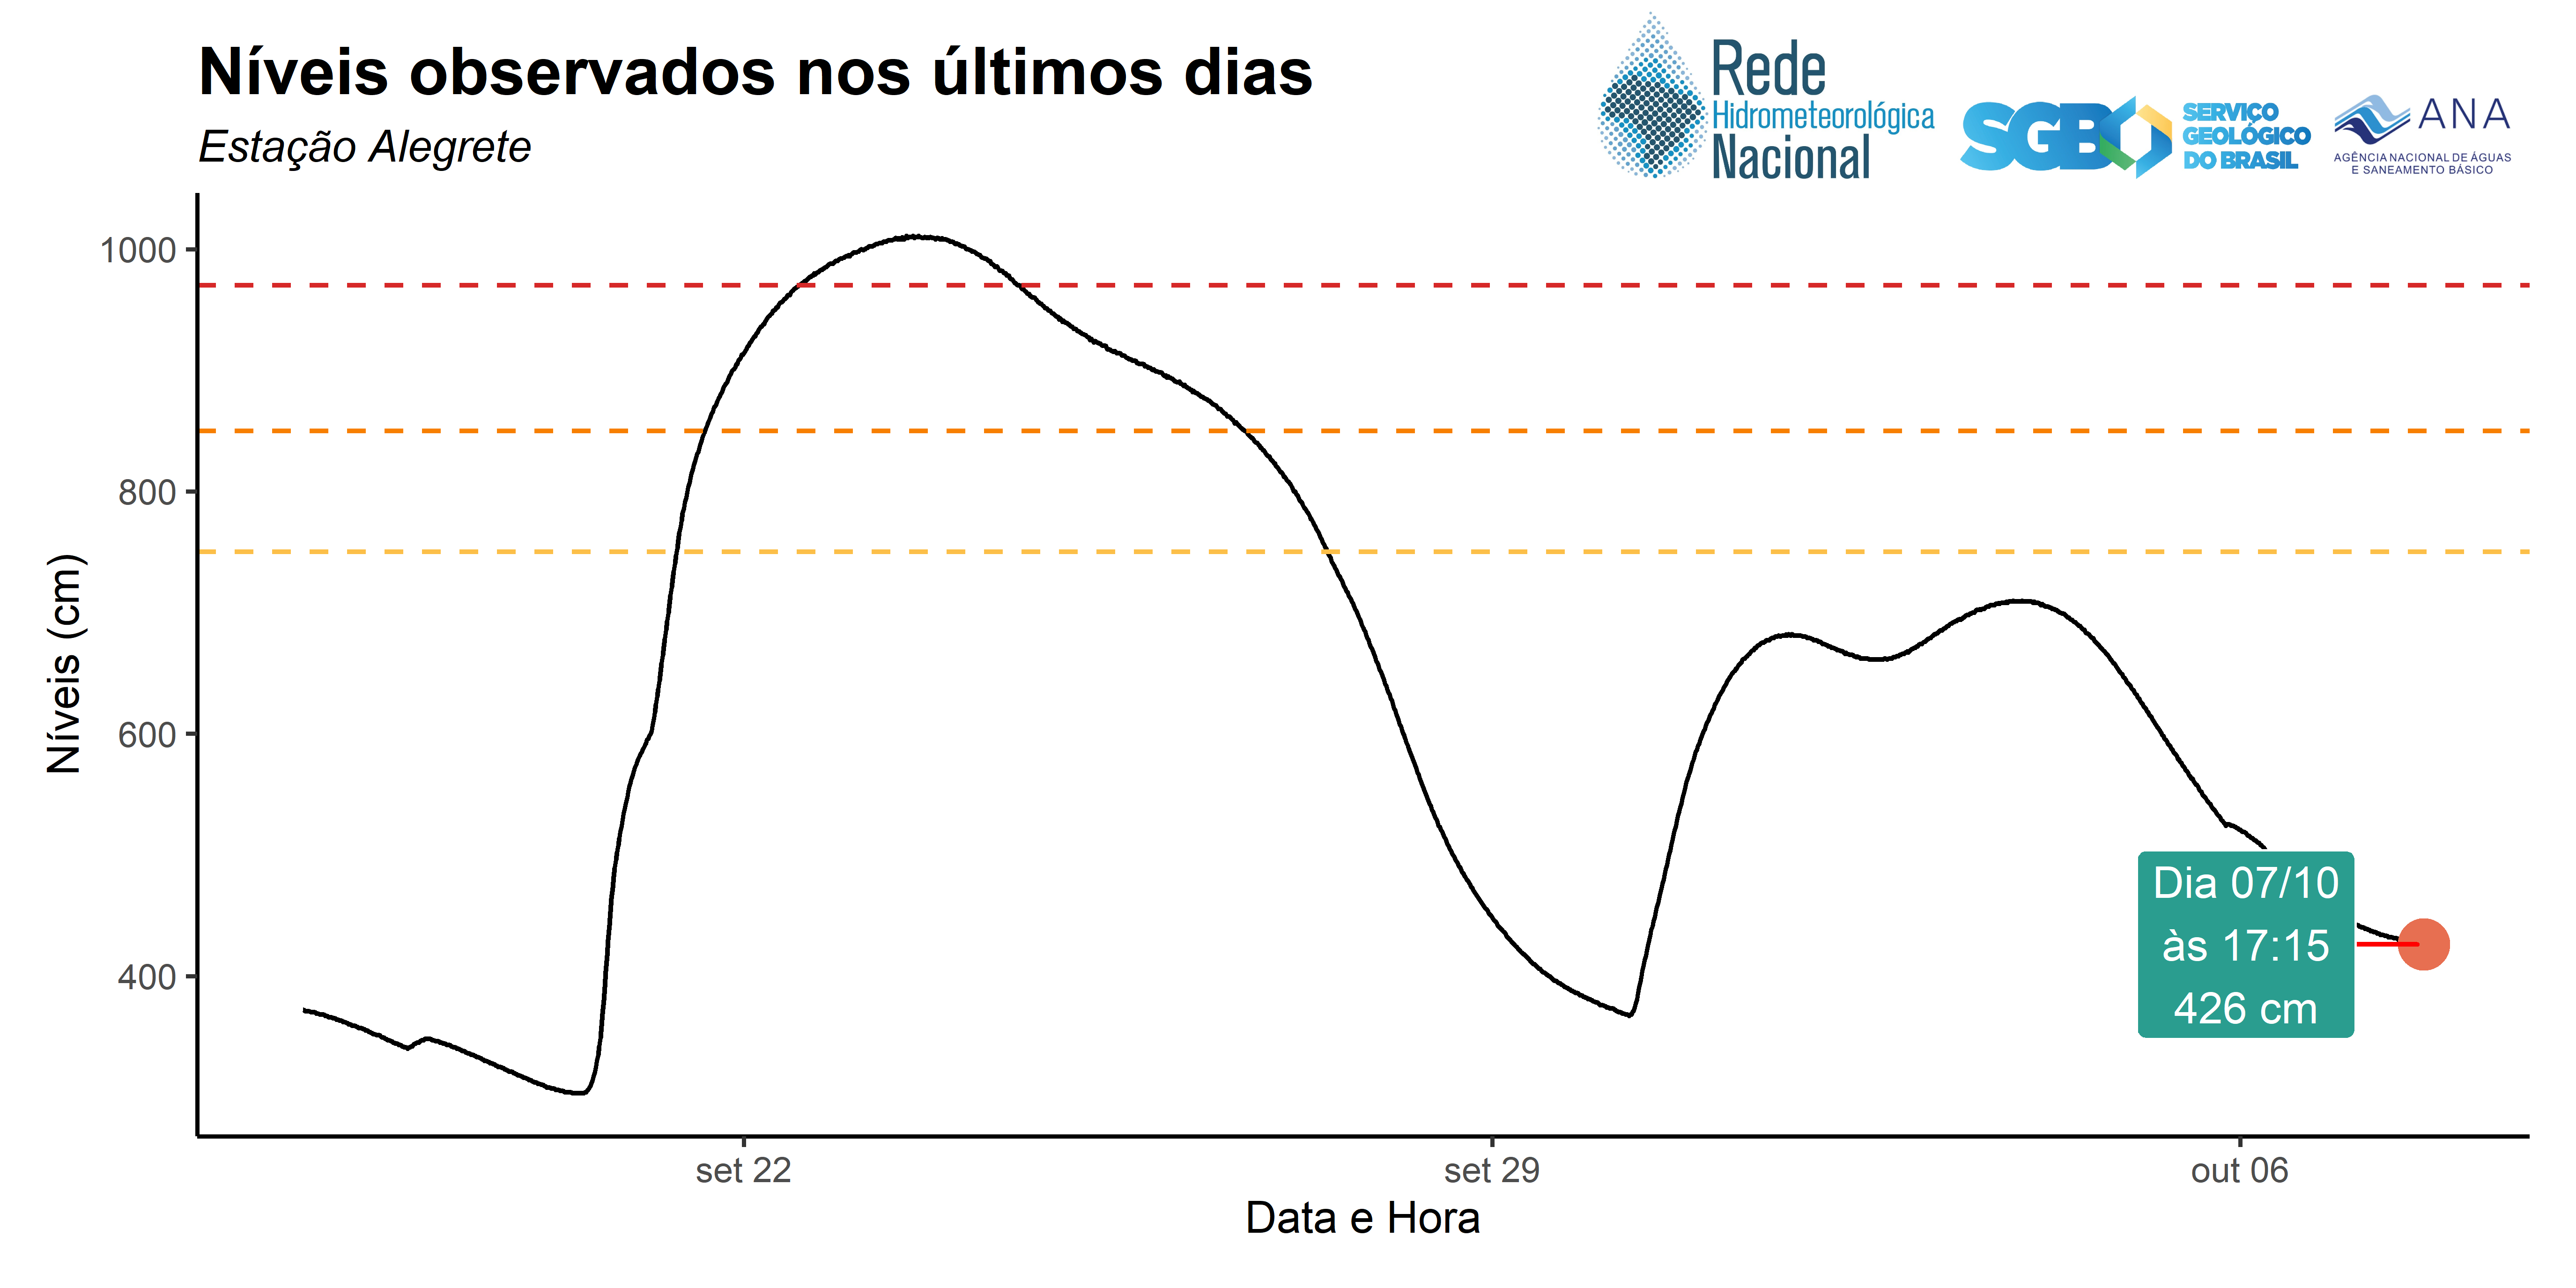 Níveis observados nos últimos dias
Estação Alegrete
Rede
Hidrometeorológica
Nacional
SGB
SERVIÇO
GEOLÓGICO
DO BRASIL
ANA
AGÊNCIA NACIONAL DE ÁGUAS
E SANEAMENTO BÁSICO
Níveis (cm)
1000
800
600
400
Dia 07/10
às 17:15
426 cm
set 22
set 29
out 06
Data e Hora